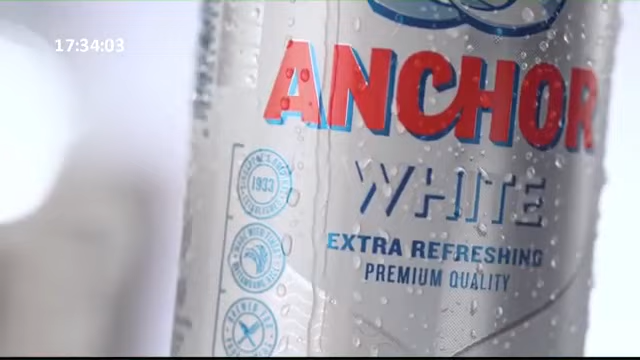 17:34:03
ANCHOR
WHITE
1933
EXTRA REFRESHING
PREMIUM QUALITY